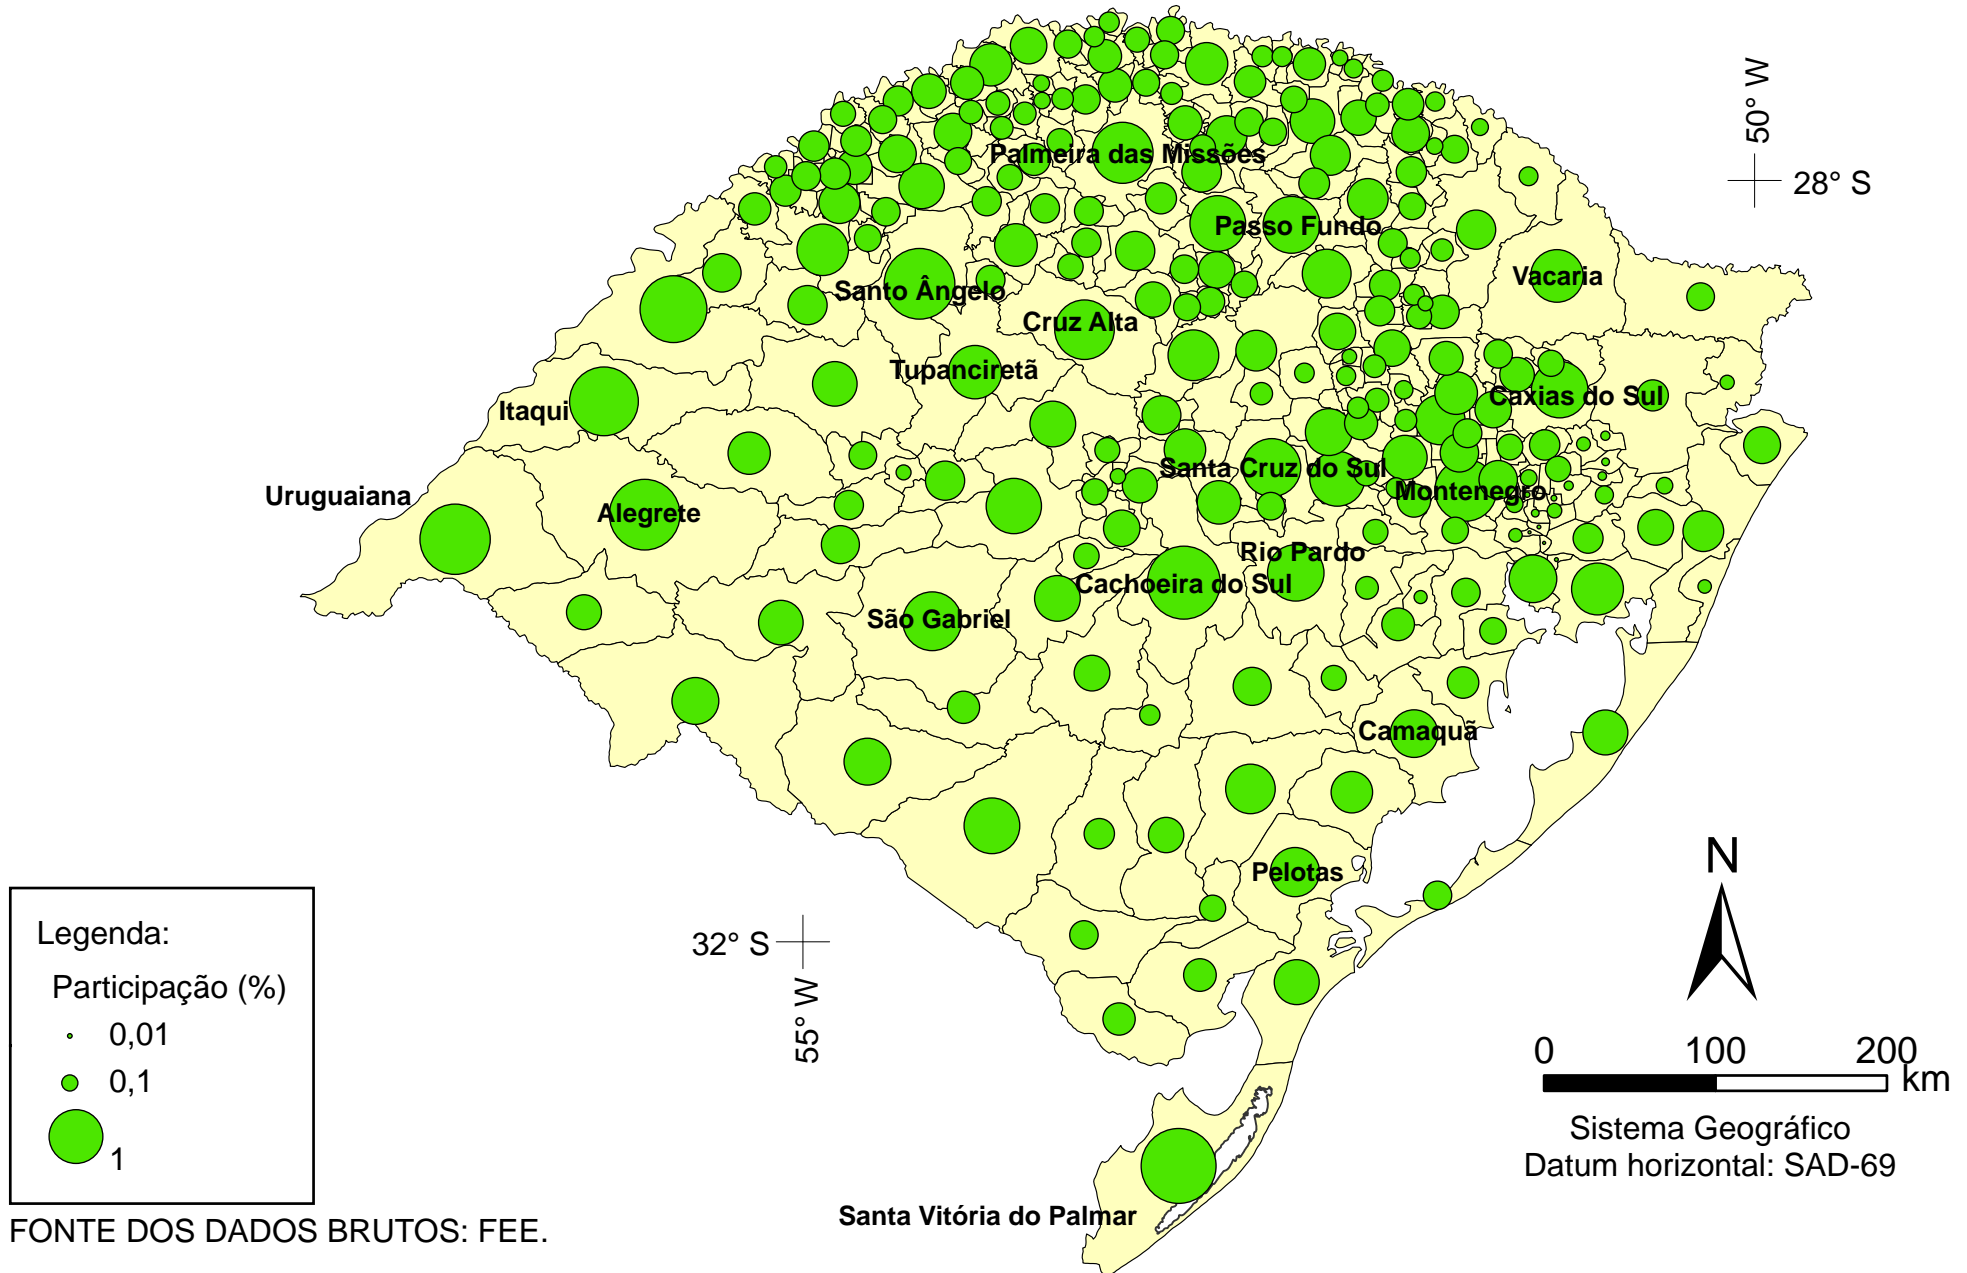 50° W
28° S
Palmeira das Missões
Passo Fundo
Vacaria
Santo Ângelo
Cruz Alta
Tupanciretã
Caxias do Sul
Itaqui
Santa Cruz do Sul
Montenegro
Uruguaiana
Alegrete
Rio Pardo
Cachoeira do Sul
São Gabriel
Camaquã
Pelotas
32° S
55° W
Santa Vitória do Palmar
N
0 100 200
km
Sistema Geográfico
Datum horizontal: SAD-69
Legenda:
Participação (%)
0,01
0,1
1
FONTE DOS DADOS BRUTOS: FEE.